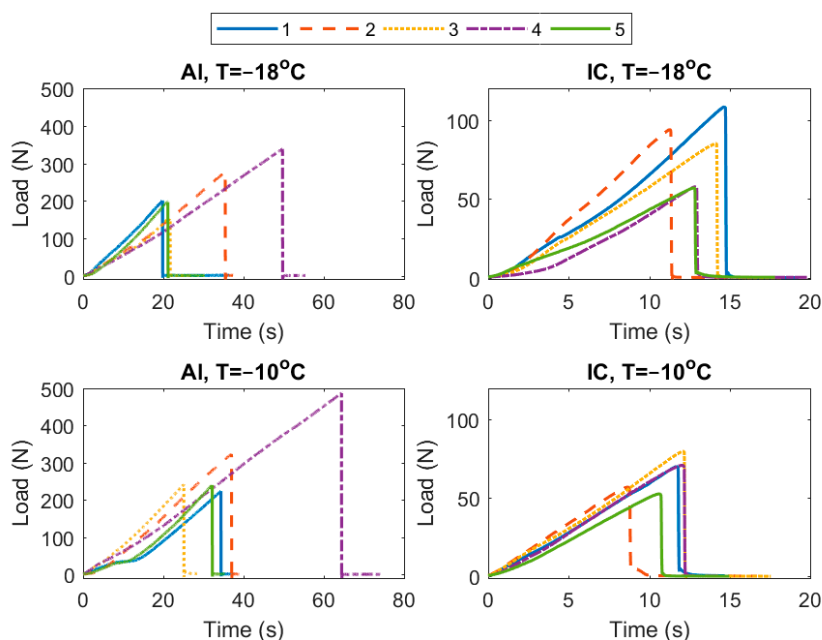 1 2 3 4 5
AI, T=−18°C
500
400
300
200
100
0
0 20 40 60 80
Load (N)
Time (s)
IC, T=−18°C
100
50
0
0 5 10 15 20
Load (N)
Time (s)
AI, T=−10°C
500
400
300
200
100
0
0 20 40 60 80
Load (N)
Time (s)
IC, T=−10°C
100
50
0
0 5 10 15 20
Load (N)
Time (s)